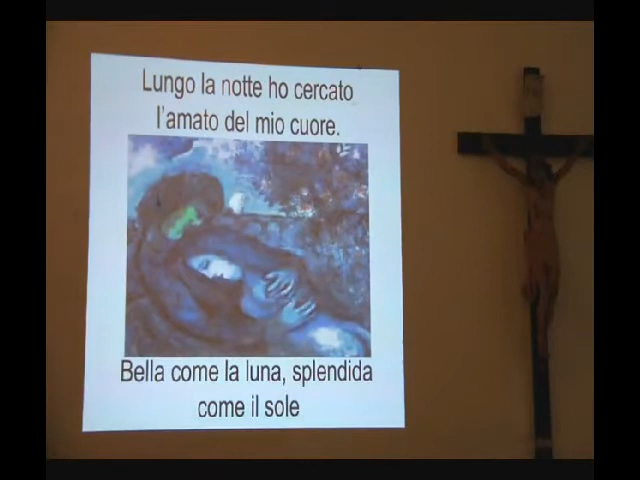 Lungo la notte ho cercato
l'amato del mio cuore.
Bella come la luna, splendida
come il sole